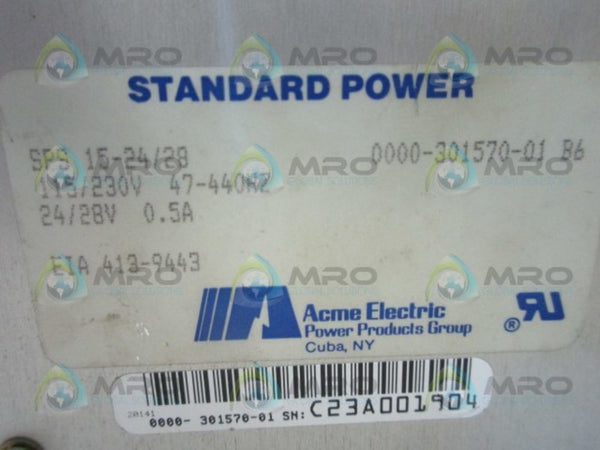 STANDARD POWER
SPS 15-24/28 0000-301570-01 B6
115/230V 47-440HZ
24/28V 0.5A
EIA 413-9443
Acme Electric
Power Products Group
Cuba, NY
®
20141
0000- 301570-01 SN: C23A001904
MRO